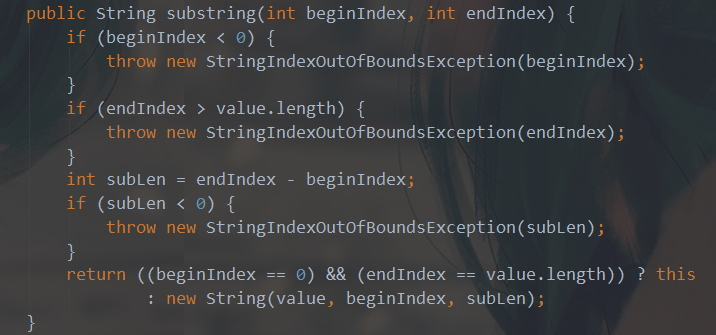 public String substring(int beginIndex, int endIndex) {
    if (beginIndex < 0) {
        throw new StringIndexOutOfBoundsException(beginIndex);
    }
    if (endIndex > value.length) {
        throw new StringIndexOutOfBoundsException(endIndex);
    }
    int subLen = endIndex - beginIndex;
    if (subLen < 0) {
        throw new StringIndexOutOfBoundsException(subLen);
    }
    return ((beginIndex == 0) && (endIndex == value.length)) ? this
            : new String(value, beginIndex, subLen);
}